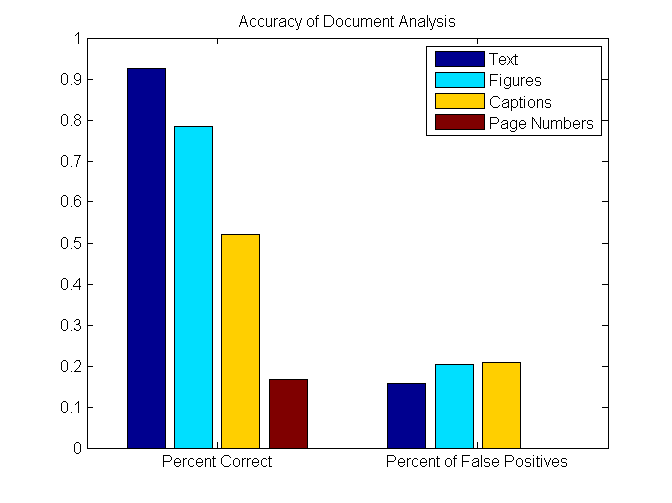 Accuracy of Document Analysis
1
0.9
0.8
0.7
0.6
0.5
0.4
0.3
0.2
0.1
0
Text
Figures
Captions
Page Numbers
Percent Correct
Percent of False Positives